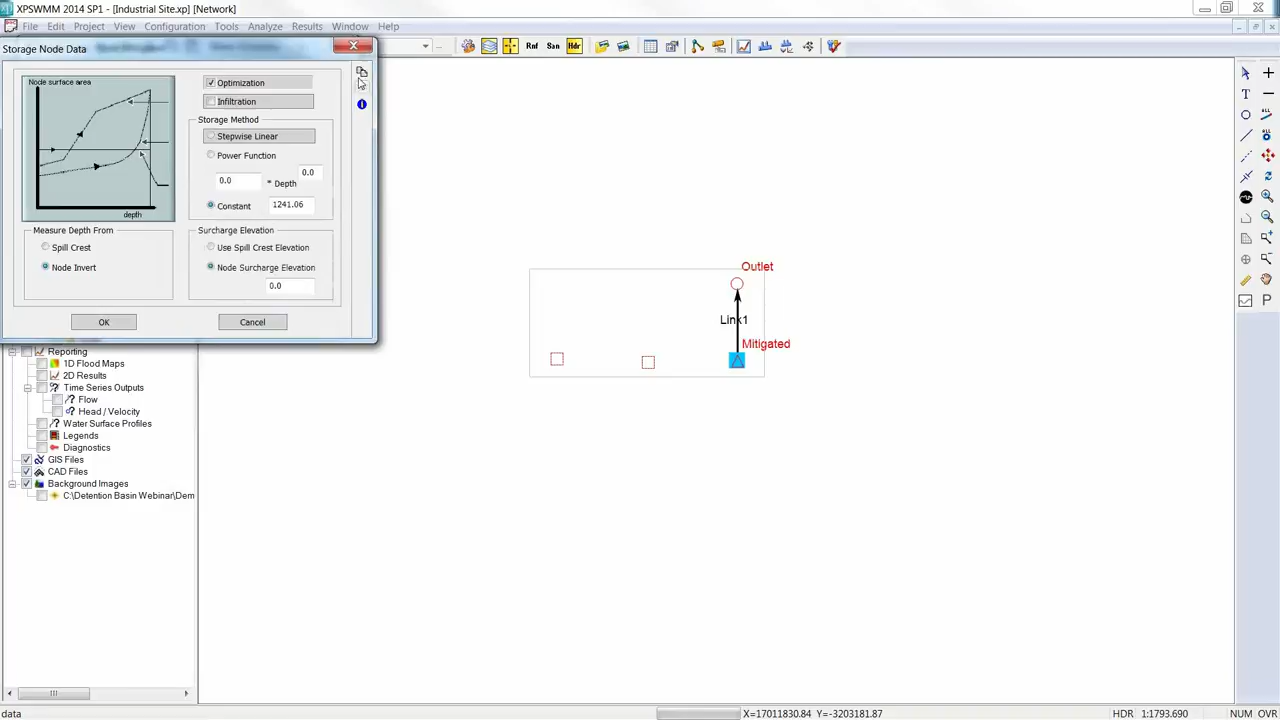 XPSWMM 2014 SP1 - [Industrial Site.xp] [Network]
File Edit Project View Configuration Tools Analyze Results Window Help
Storage Node Data
Rnf San Hdr
Node surface area
depth
Optimization
Infiltration
Storage Method
Stepwise Linear
Power Function
0.0 * Depth 0.0
Constant 1241.06
Measure Depth From
Spill Crest
Node Invert
Surcharge Elevation
Use Spill Crest Elevation
Node Surcharge Elevation
0.0
OK Cancel
Outlet
Link1
Mitigated
Reporting
1D Flood Maps
2D Results
Time Series Outputs
Flow
Head / Velocity
Water Surface Profiles
Legends
Diagnostics
GIS Files
CAD Files
Background Images
C:\Detention Basin Webinar\Dem
data X=17011830.84 Y=-3203181.87 HDR 1:1793.690 NUM OVR